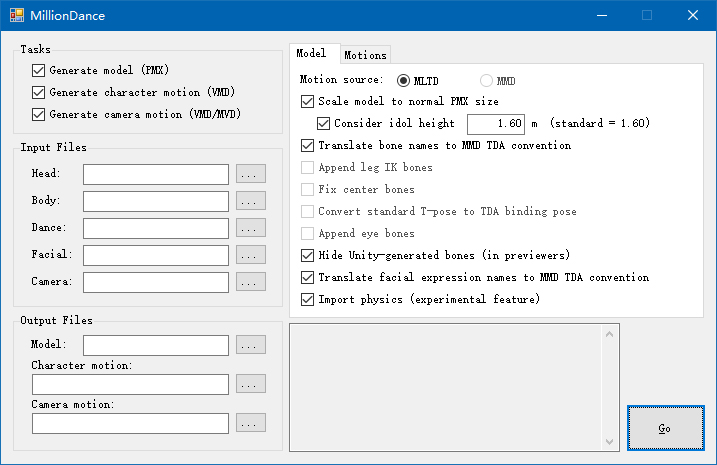 MillionDance
Tasks
Generate model (PMX)
Generate character motion (VMD)
Generate camera motion (VMD/MVD)
Input Files
Head: ...
Body: ...
Dance: ...
Facial: ...
Camera: ...
Output Files
Model: ...
Character motion:
...
Camera motion:
...
Model Motions
Motion source: MLTD MMD
Scale model to normal PMX size
Consider idol height 1.60 m (standard = 1.60)
Translate bone names to MMD TDA convention
Append leg IK bones
Fix center bones
Convert standard T-pose to TDA binding pose
Append eye bones
Hide Unity-generated bones (in previewers)
Translate facial expression names to MMD TDA convention
Import physics (experimental feature)
Go